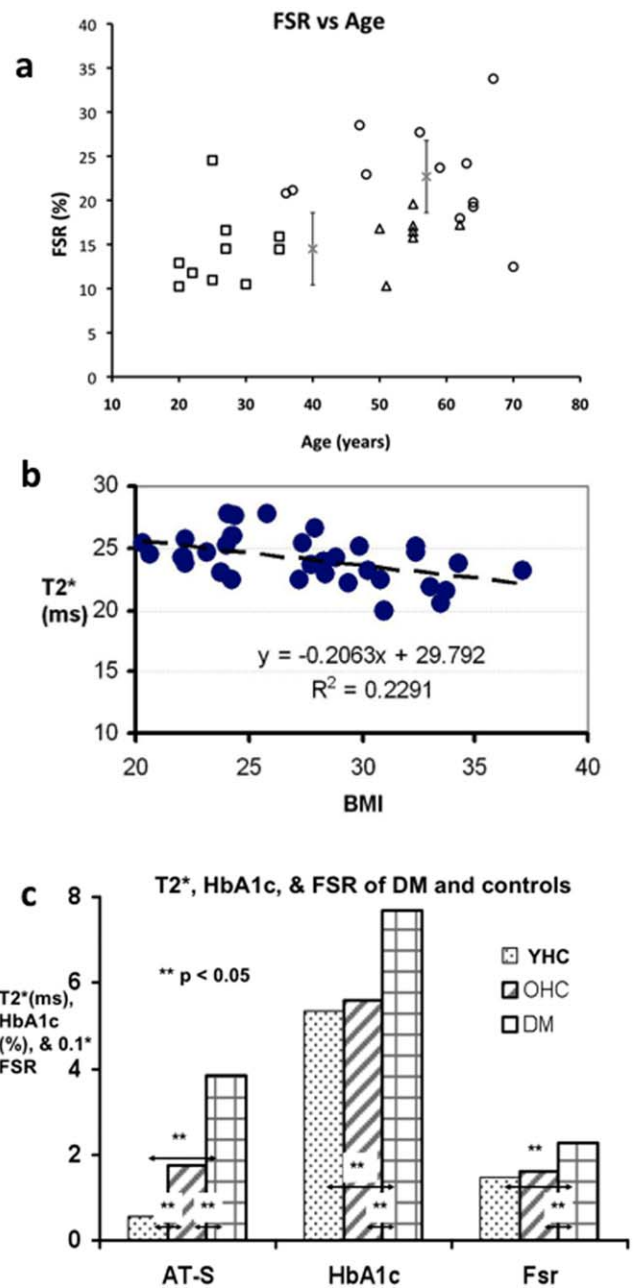 FSR vs Age
a
40
35
30
25
20
15
10
5
0
FSR (%)
10 20 30 40 50 60 70 80
Age (years)
b
30
25
20
15
10
T2*
(ms)
y = -0.2063x + 29.792
R² = 0.2291
20 25 30 35 40
BMI
c
T2*, HbA1c, & FSR of DM and controls
8
6
4
2
0
T2*(ms),
HbA1c
(%), & 0.1*
FSR
** p < 0.05
YHC
OHC
DM
**
** **
**
**
**
**
AT-S HbA1c Fsr